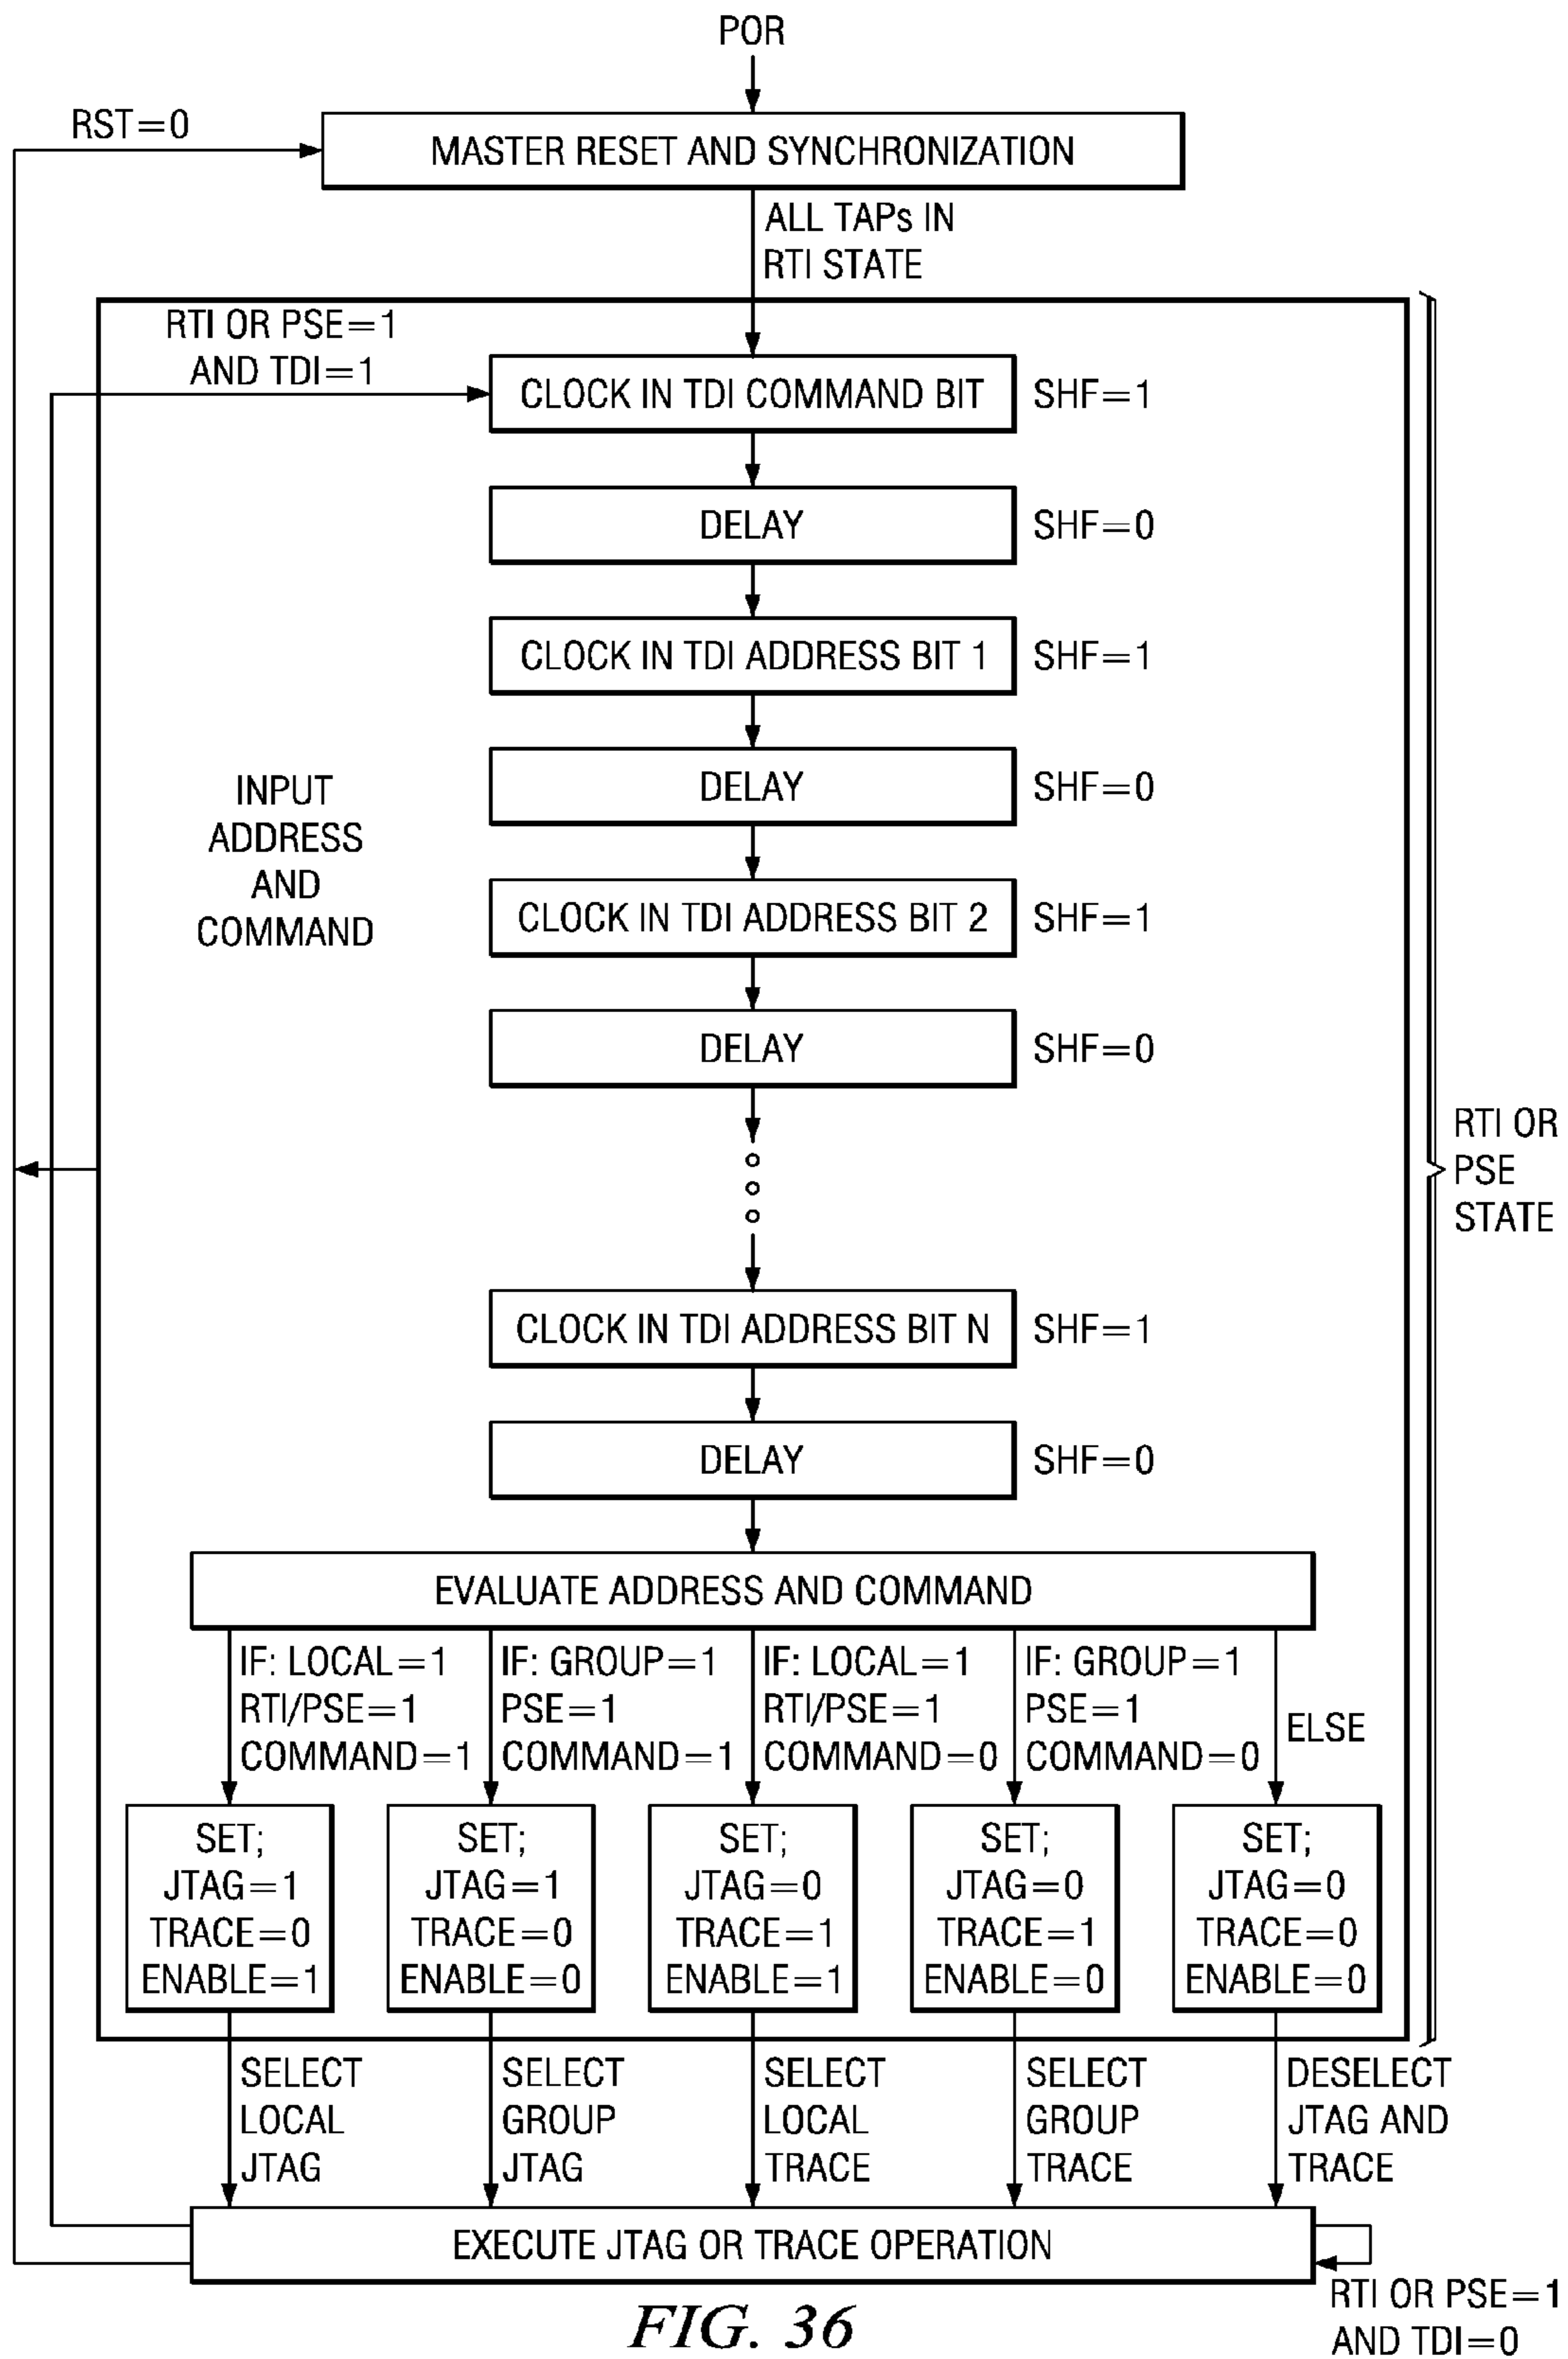 POR
RST=0
MASTER RESET AND SYNCHRONIZATION
ALL TAPs IN
RTI STATE
RTI OR PSE=1
AND TDI=1
CLOCK IN TDI COMMAND BIT
SHF=1
DELAY
SHF=0
CLOCK IN TDI ADDRESS BIT 1
SHF=1
DELAY
SHF=0
INPUT
ADDRESS
AND
COMMAND
CLOCK IN TDI ADDRESS BIT 2
SHF=1
DELAY
SHF=0
RTI OR
PSE
STATE
CLOCK IN TDI ADDRESS BIT N
SHF=1
DELAY
SHF=0
EVALUATE ADDRESS AND COMMAND
IF: LOCAL=1
RTI/PSE=1
COMMAND=1
IF: GROUP=1
PSE=1
COMMAND=1
IF: LOCAL=1
RTI/PSE=1
COMMAND=0
IF: GROUP=1
PSE=1
COMMAND=0
ELSE
SET;
JTAG=1
TRACE=0
ENABLE=1
SET;
JTAG=1
TRACE=0
ENABLE=0
SET;
JTAG=0
TRACE=1
ENABLE=1
SET;
JTAG=0
TRACE=1
ENABLE=0
SET;
JTAG=0
TRACE=0
ENABLE=0
SELECT
LOCAL
JTAG
SELECT
GROUP
JTAG
SELECT
LOCAL
TRACE
SELECT
GROUP
TRACE
DESELECT
JTAG AND
TRACE
EXECUTE JTAG OR TRACE OPERATION
RTI OR PSE=1
AND TDI=0
FIG. 36